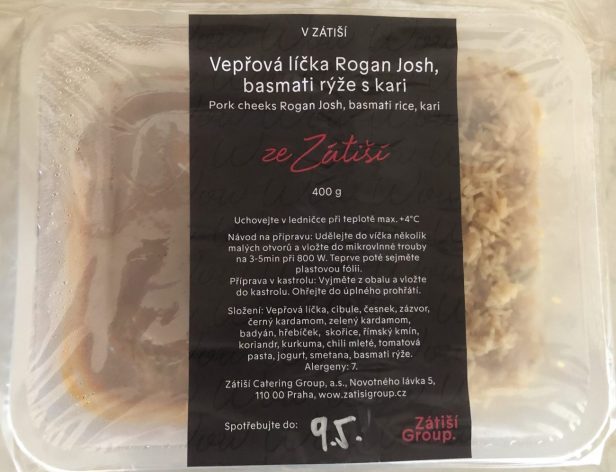 V ZÁTIŠÍ
Vepřová líčka Rogan Josh,
basmati rýže s kari
Pork cheeks Rogan Josh, basmati rice, kari
ze Zátiší
400 g
Uchovejte v ledničce při teplotě max. +4°C
Návod na přípravu: Udělejte do víčka několik
malých otvorů a vložte do mikrovlnné trouby
na 3-5min při 800 W. Teprve poté sejměte
plastovou fólii.
Příprava v kastrolu: Vyjměte z obalu a vložte
do kastrolu. Ohřejte do úplného prohřátí.
Složení: Vepřová líčka, cibule, česnek, zázvor,
černý kardamom, zelený kardamom,
badyán, hřebíček, skořice, římský kmín,
koriandr, kurkuma, chili mleté, tomatová
pasta, jogurt, smetana, basmati rýže.
Alergeny: 7.
Zátiší Catering Group, a.s., Novotného lávka 5,
110 00 Praha, wow.zatisigroup.cz
Spotřebujte do: 9.5.
Zátiší
Group.